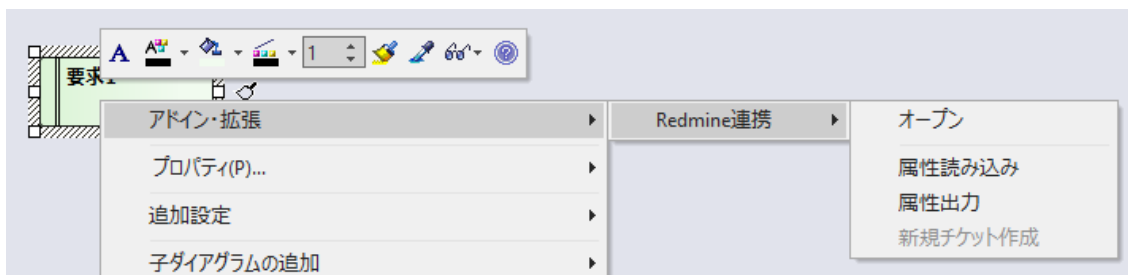 A A 1
要求1
アドイン・拡張 Redmine連携 オープン
プロパティ(P)... 属性読み込み
追加設定 属性出力
新規チケット作成
子ダイアグラムの追加